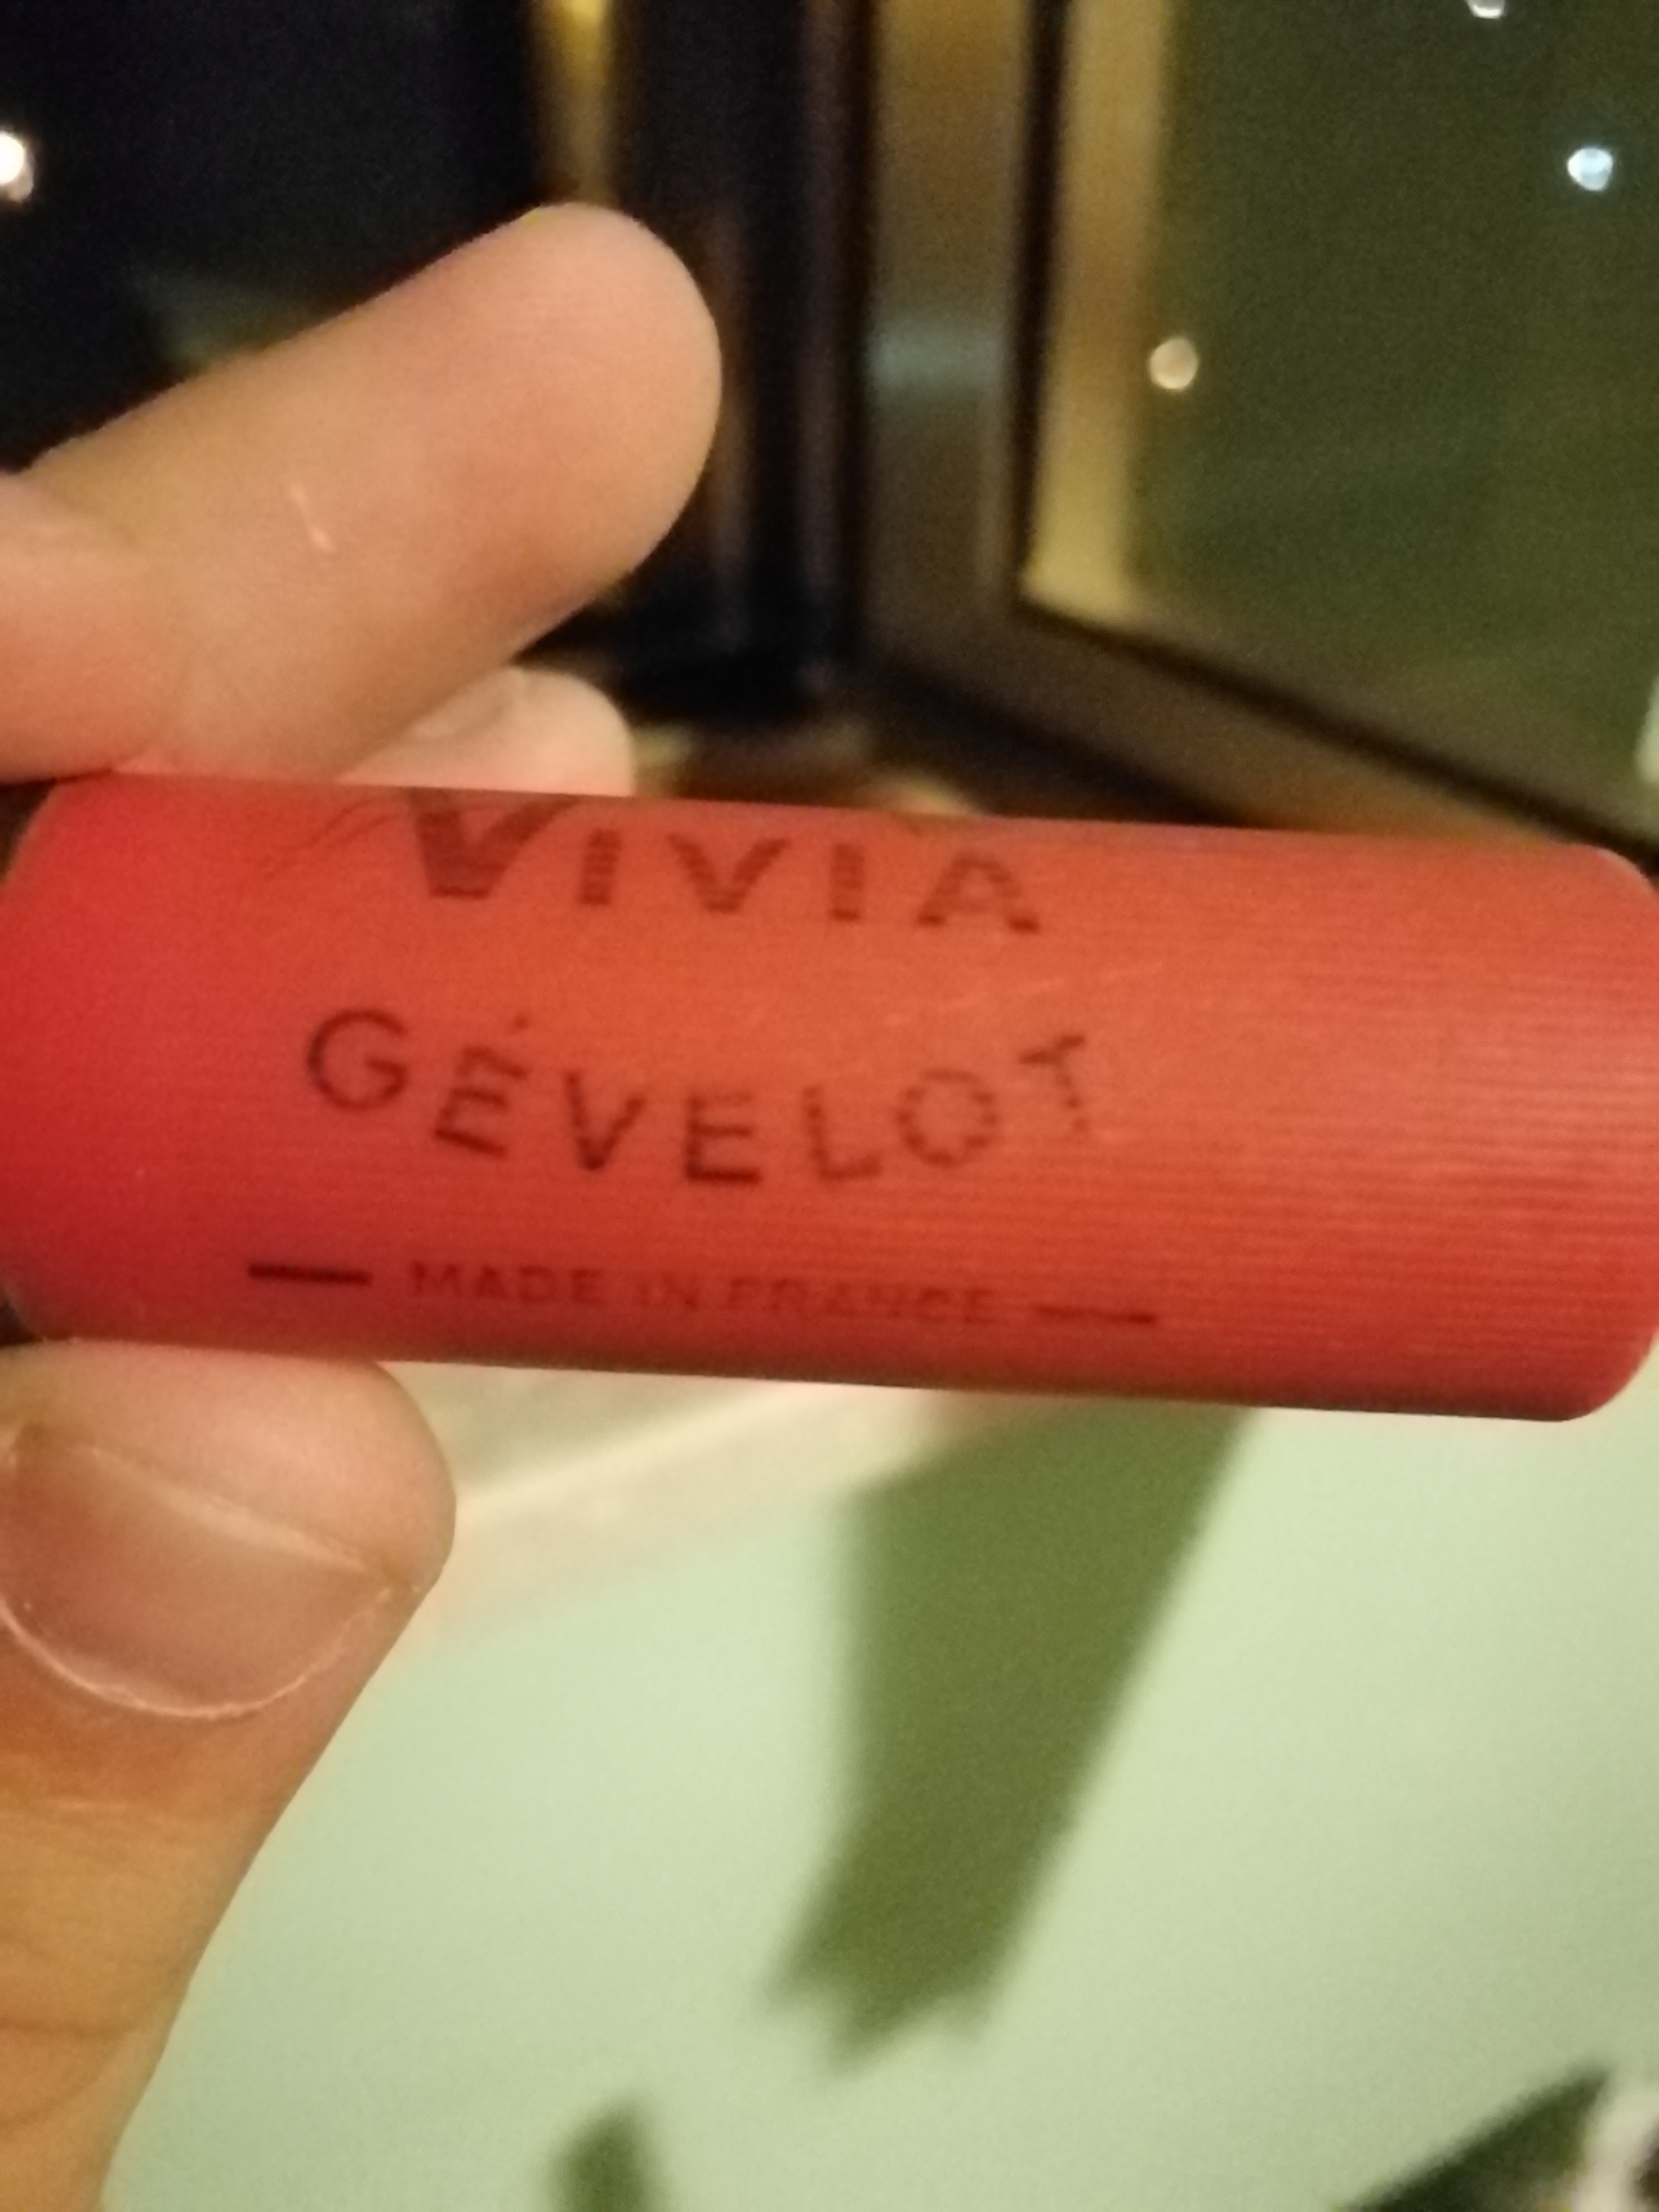 VIVIA
GÉVELOT
— MADE IN FRANCE —